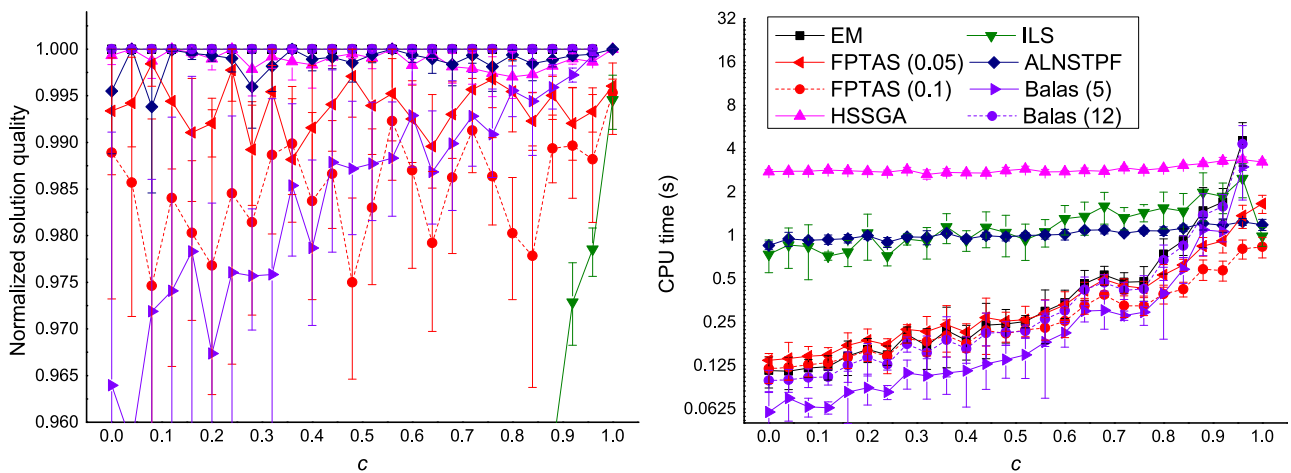 Normalized solution quality
1.000
0.995
0.990
0.985
0.980
0.975
0.970
0.965
0.960
0.0 0.1 0.2 0.3 0.4 0.5 0.6 0.7 0.8 0.9 1.0
c
CPU time (s)
32
16
8
4
2
1
0.5
0.25
0.125
0.0625
EM ILS
FPTAS (0.05) ALNSTPF
FPTAS (0.1) Balas (5)
HSSGA Balas (12)
0.0 0.1 0.2 0.3 0.4 0.5 0.6 0.7 0.8 0.9 1.0
c